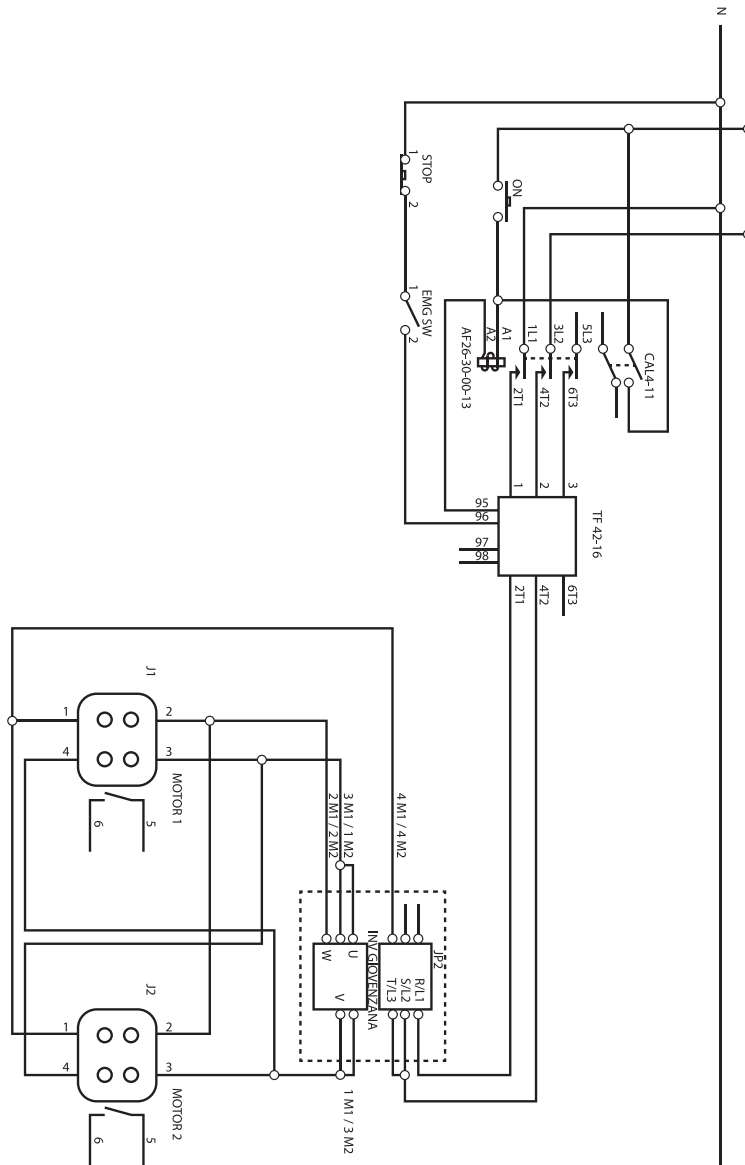 N
STOP
1
2
ON
EMG SW
1
2
AF26-30-00-13
A2
A1
1L1
3L2
5L3
CAL4-11
2T1
4T2
6T3
1
2
3
95
96
97
98
TF 42-16
2T1
4T2
6T3
J1
1
2
4
3
MOTOR 1
6
5
2 M1 / 2 M2
3 M1 / 1 M2
4 M1 / 4 M2
W
U
V
INV GIOVENZANA
JP2
R/L1
S/L2
T/L3
J2
1
2
4
3
MOTOR 2
6
5
1 M1 / 3 M2